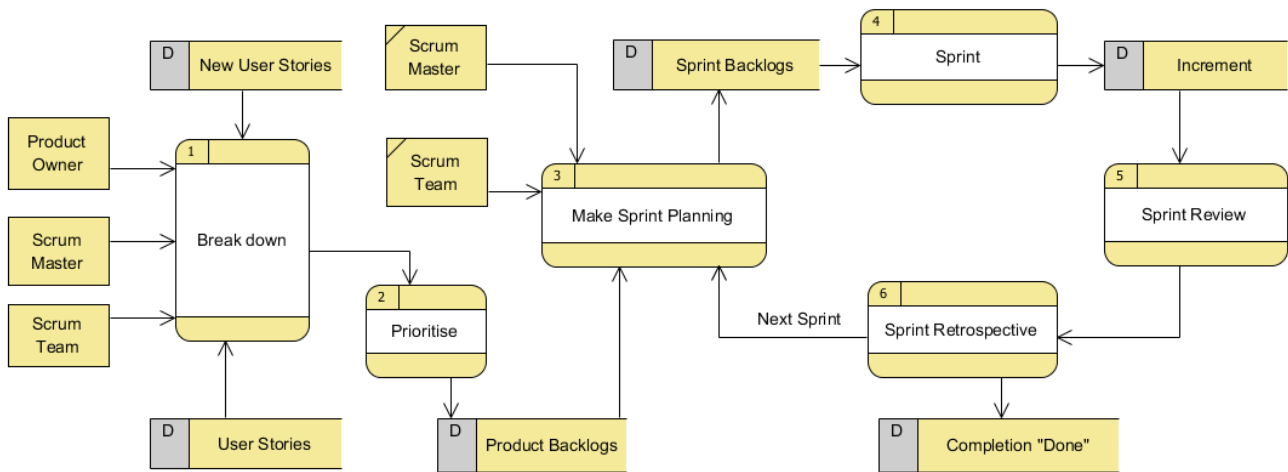 4
D
New User Stories
Scrum
Master
D
Sprint Backlogs
Sprint
D
Increment
Product
Owner
1
Scrum
Team
3
Make Sprint Planning
5
Sprint Review
Scrum
Master
Break down
2
Prioritise
6
Sprint Retrospective
Next Sprint
Scrum
Team
D
User Stories
D
Product Backlogs
D
Completion "Done"